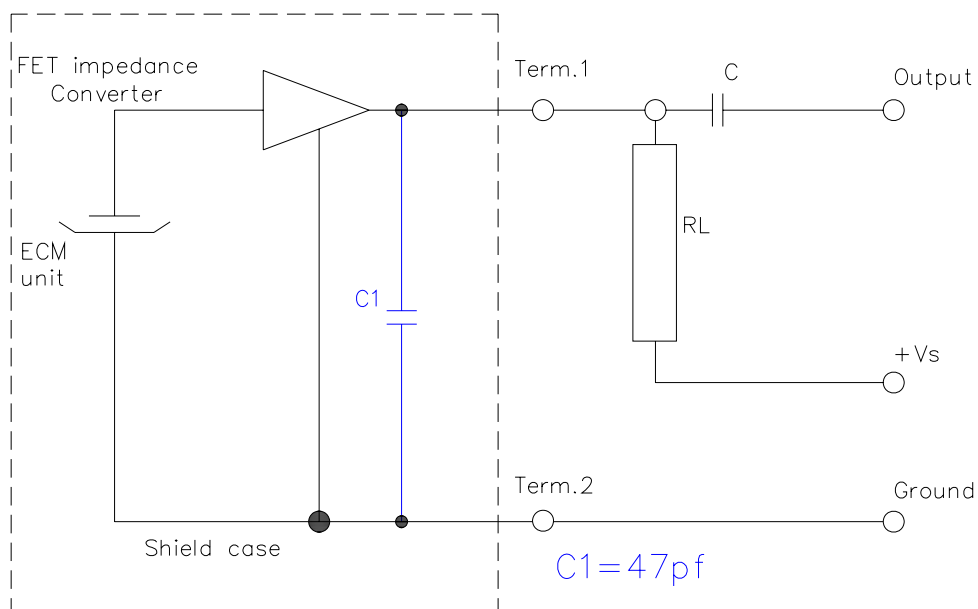 FET impedance
Converter
Term.1
C
Output
RL
ECM
unit
C1
+Vs
Term.2
Ground
Shield case
C1=47pf